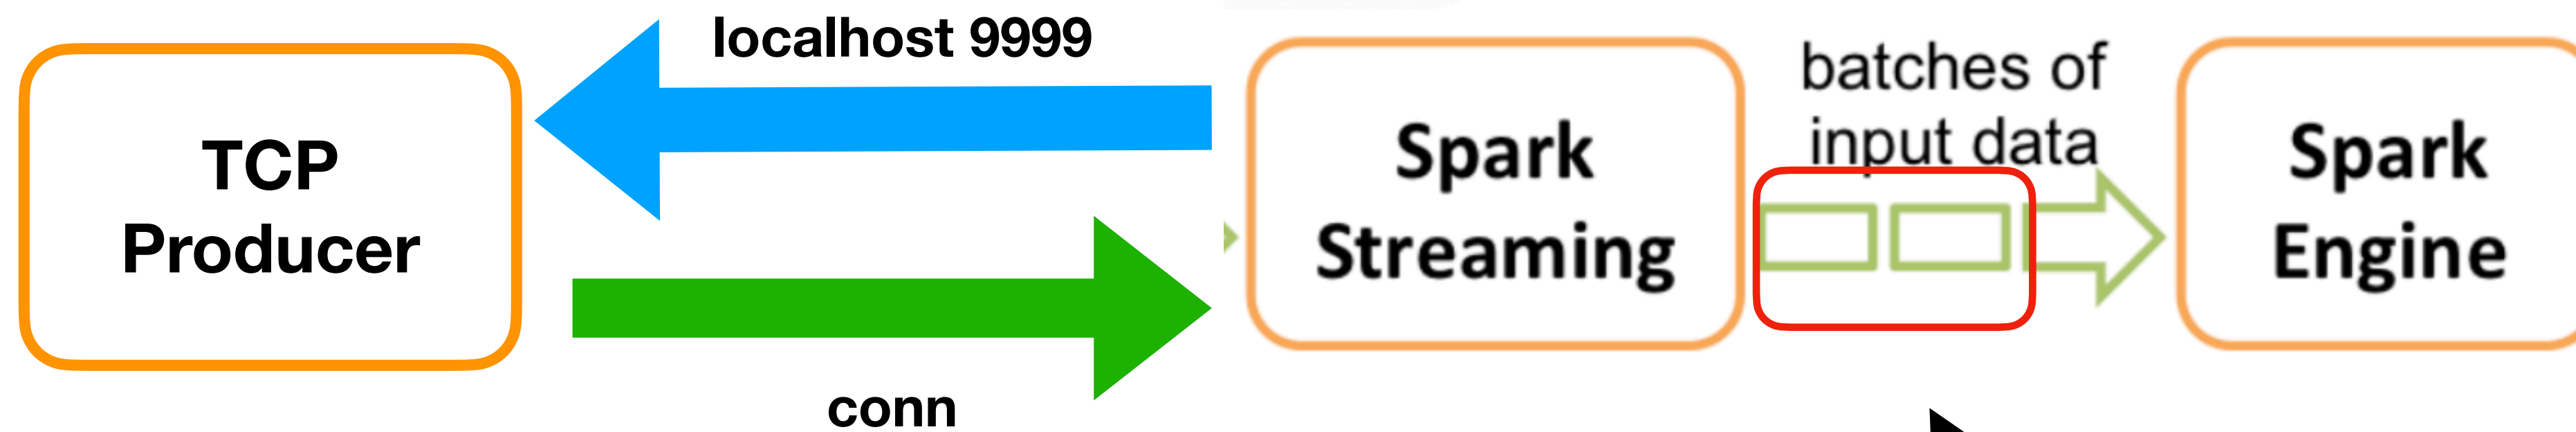 localhost 9999
TCP
Producer
conn
Spark
Streaming
batches of
input data
Spark
Engine